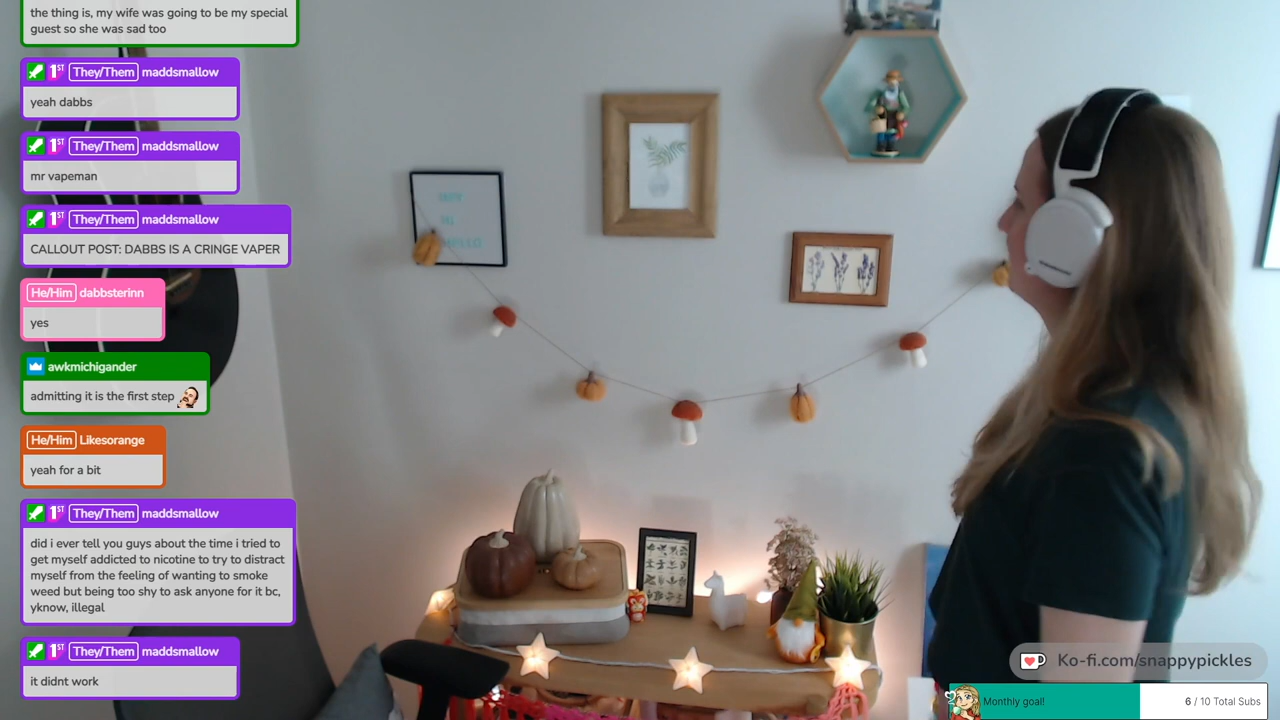 the thing is, my wife was going to be my special
guest so she was sad too
1ST They/Them maddsmallow
yeah dabbs
1ST They/Them maddsmallow
mr vapeman
1ST They/Them maddsmallow
CALLOUT POST: DABBS IS A CRINGE VAPER
He/Him dabbsterinn
yes
awkmichigander
admitting it is the first step
He/Him Likesorange
yeah for a bit
1ST They/Them maddsmallow
did i ever tell you guys about the time i tried to
get myself addicted to nicotine to try to distract
myself from the feeling of wanting to smoke
weed but being too shy to ask anyone for it bc,
yknow, illegal
1ST They/Them maddsmallow
it didnt work
HEY
HI
HELLO
Ko-fi.com/snappypickles
Monthly goal!
6 / 10 Total Subs